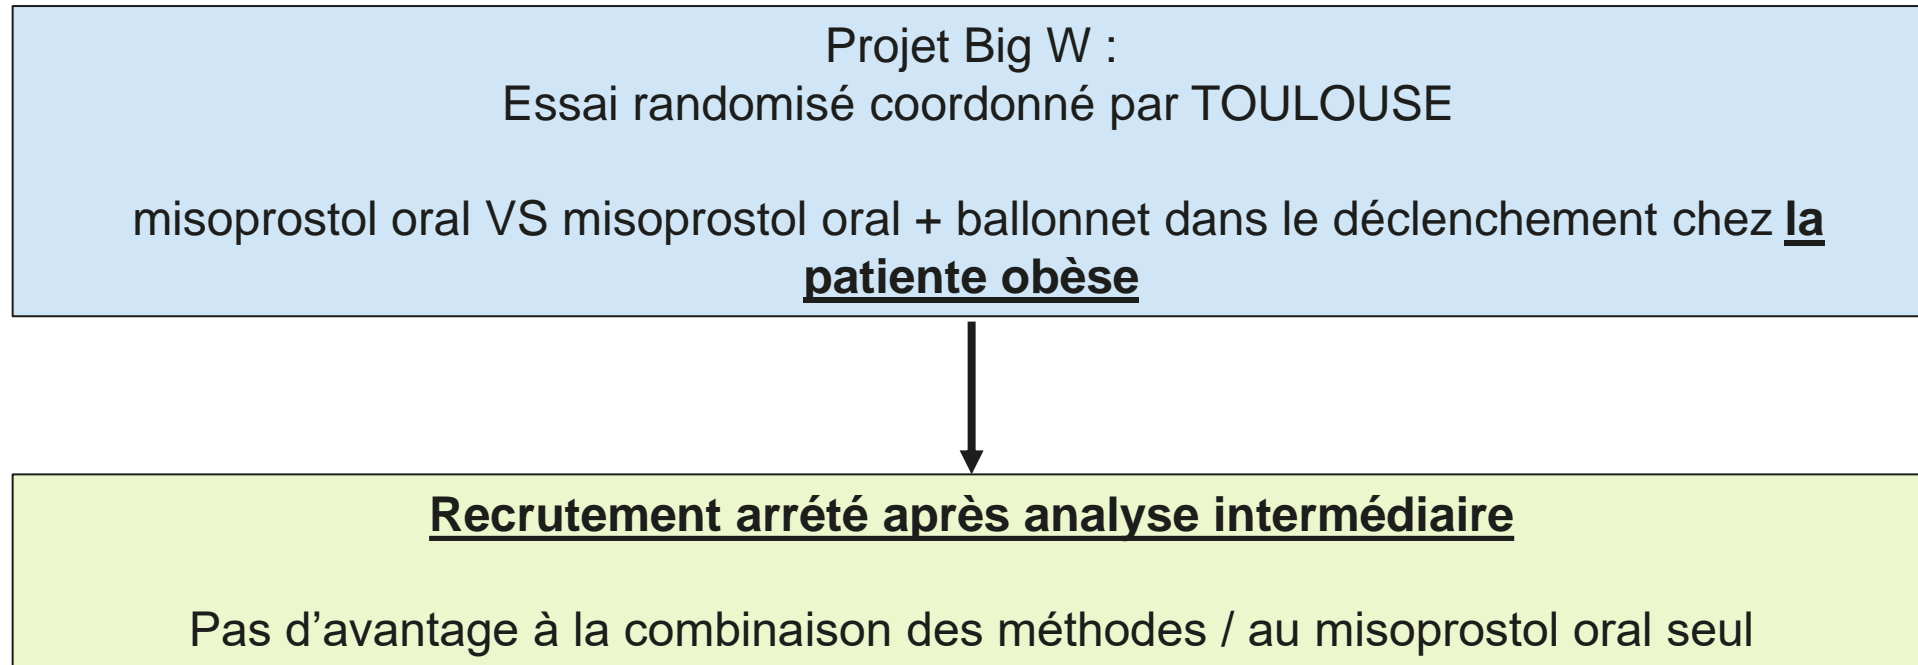 Projet Big W :
Essai randomisé coordonné par TOULOUSE
misoprostol oral VS misoprostol oral + ballonnet dans le déclenchement chez la
patiente obèse
Recrutement arrété après analyse intermédiaire
Pas d'avantage à la combinaison des méthodes / au misoprostol oral seul